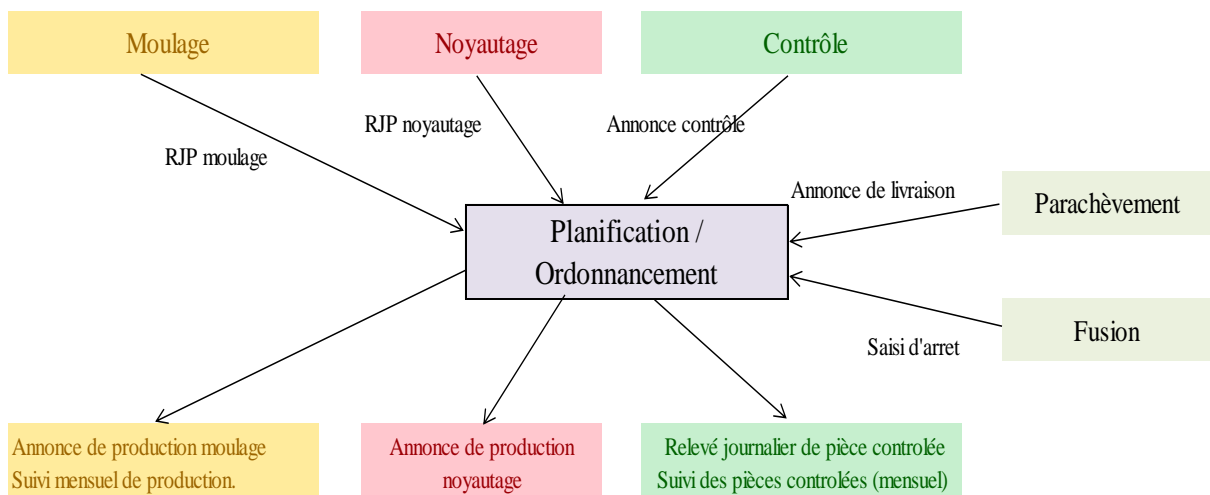 Moulage
Noyautage
Contrôle
RJP noyautage
Annonce contrôle
RJP moulage
Annonce de livraison
Parachèvement
Planification /
Ordonnancement
Fusion
Saisi d'arret
Annonce de production moulage
Suivi mensuel de production.
Annonce de production
noyautage
Relevé journalier de pièce controlée
Suivi des pièces controlées (mensuel)